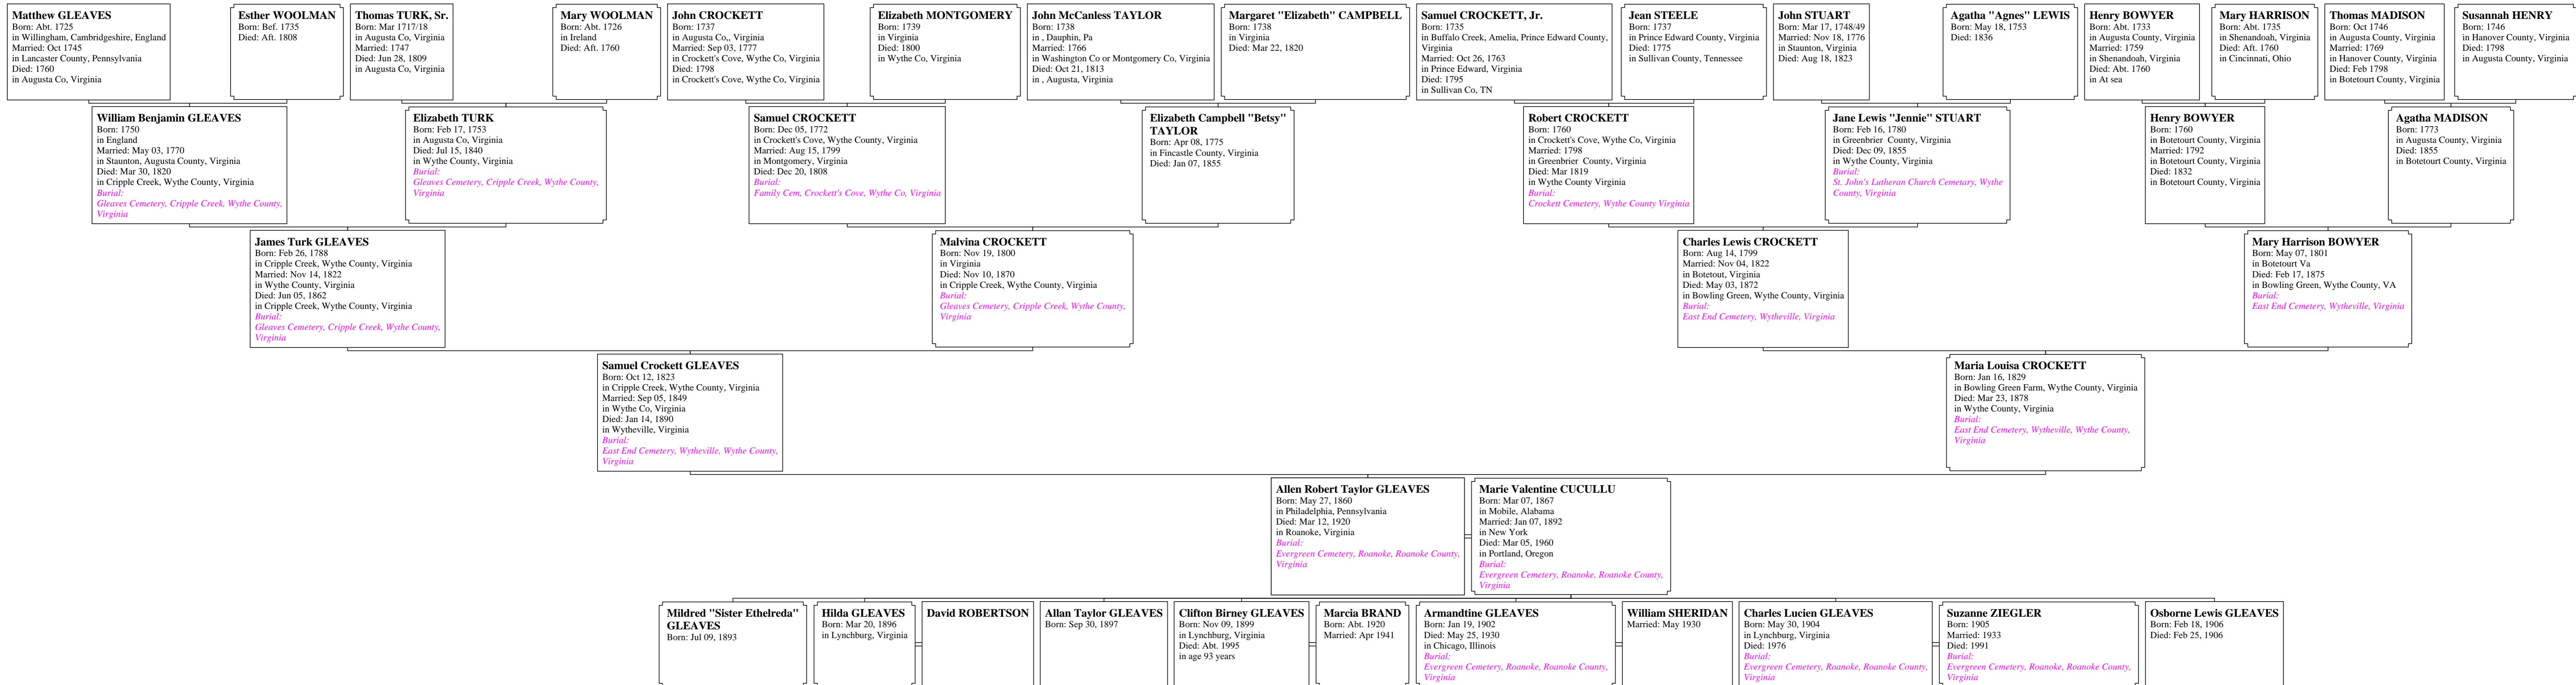 Matthew GLEAVES
Born: Abt. 1725
in Willingham, Cambridgeshire, England
Married: Oct 1745
in Lancaster County, Pennsylvania
Died: 1760
in Augusta Co, Virginia
Esther WOOLMAN
Born: Bef. 1735
Died: Aft. 1808
Thomas TURK, Sr.
Born: Mar 1717/18
in Augusta Co, Virginia
Married: 1747
Died: Jun 28, 1809
in Augusta Co, Virginia
Mary WOOLMAN
Born: Abt. 1726
in Ireland
Died: Aft. 1760
John CROCKETT
Born: 1737
in Augusta Co,, Virginia
Married: Sep 03, 1777
in Crockett's Cove, Wythe Co, Virginia
Died: 1798
in Crockett's Cove, Wythe Co, Virginia
Elizabeth MONTGOMERY
Born: 1739
in Virginia
Died: 1800
in Wythe Co, Virginia
John McCanless TAYLOR
Born: 1738
in , Dauphin, Pa
Married: 1766
in Washington Co or Montgomery Co, Virginia
Died: Oct 21, 1813
in , Augusta, Virginia
Margaret "Elizabeth" CAMPBELL
Born: 1738
in Virginia
Died: Mar 22, 1820
Samuel CROCKETT, Jr.
Born: 1735
in Buffalo Creek, Amelia, Prince Edward County,
Virginia
Married: Oct 26, 1763
in Prince Edward, Virginia
Died: 1795
in Sullivan Co, TN
Jean STEELE
Born: 1737
in Prince Edward County, Virginia
Died: 1775
in Sullivan County, Tennessee
John STUART
Born: Mar 17, 1748/49
Married: Nov 18, 1776
in Staunton, Virginia
Died: Aug 18, 1823
Agatha "Agnes" LEWIS
Born: May 18, 1753
Died: 1836
Henry BOWYER
Born: Abt. 1733
in Augusta County, Virginia
Married: 1759
in Shenandoah, Virginia
Died: Abt. 1760
in At sea
Mary HARRISON
Born: Abt. 1735
in Shenandoah, Virginia
Died: Aft. 1760
in Cincinnati, Ohio
Thomas MADISON
Born: Oct 1746
in Augusta County, Virginia
Married: 1769
in Hanover County, Virginia
Died: Feb 1798
in Botetourt County, Virginia
Susannah HENRY
Born: 1746
in Hanover County, Virginia
Died: 1798
in Augusta County, Virginia
William Benjamin GLEAVES
Born: 1750
in England
Married: May 03, 1770
in Staunton, Augusta County, Virginia
Died: Mar 30, 1820
in Cripple Creek, Wythe County, Virginia
Burial:
Gleaves Cemetery, Cripple Creek, Wythe County,
Virginia
Elizabeth TURK
Born: Feb 17, 1753
in Augusta Co, Virginia
Died: Jul 15, 1840
in Wythe County, Virginia
Burial:
Gleaves Cemetery, Cripple Creek, Wythe County,
Virginia
Samuel CROCKETT
Born: Dec 05, 1772
in Crockett's Cove, Wythe County, Virginia
Married: Aug 15, 1799
in Montgomery, Virginia
Died: Dec 20, 1808
Burial:
Family Cem, Crockett's Cove, Wythe Co, Virginia
Elizabeth Campbell "Betsy"
TAYLOR
Born: Apr 08, 1775
in Fincastle County, Virginia
Died: Jan 07, 1855
Robert CROCKETT
Born: 1760
in Crockett's Cove, Wythe County, Virginia
Married: 1798
in Greenbrier  County, Virginia
Died: Mar 1819
in Wythe County Virginia
Burial:
Crockett Cemetery, Wythe County Virginia
Jane Lewis "Jennie" STUART
Born: Feb 16, 1780
in Greenbrier  County, Virginia
Died: Dec 09, 1855
in Wythe County, Virginia
Burial:
St. John's Lutheran Church Cemetary, Wythe
County, Virginia
Henry BOWYER
Born: 1760
in Botetourt County, Virginia
Married: 1792
in Botetourt County, Virginia
Died: 1832
in Botetourt County, Virginia
Agatha MADISON
Born: 1773
in Augusta County, Virginia
Died: 1855
in Botetourt County, Virginia
James Turk GLEAVES
Born: Feb 26, 1788
in Cripple Creek, Wythe County, Virginia
Married: Nov 14, 1822
in Wythe County, Virginia
Died: Jun 05, 1862
in Cripple Creek, Wythe County, Virginia
Burial:
Gleaves Cemetery, Cripple Creek, Wythe County,
Virginia
Malvina CROCKETT
Born: Nov 19, 1800
in Virginia
Died: Nov 10, 1870
in Cripple Creek, Wythe County, Virginia
Burial:
Gleaves Cemetery, Cripple Creek, Wythe County,
Virginia
Charles Lewis CROCKETT
Born: Aug 14, 1799
Married: Nov 04, 1822
in Botetout, Virginia
Died: May 03, 1872
in Bowling Green, Wythe County, Virginia
Burial:
East End Cemetery, Wytheville, Virginia
Mary Harrison BOWYER
Born: May 07, 1801
in Botetourt Va
Died: Feb 17, 1875
in Bowling Green, Wythe County, VA
Burial:
East End Cemetery, Wytheville, Virginia
Samuel Crockett GLEAVES
Born: Oct 12, 1823
in Cripple Creek, Wythe County, Virginia
Married: Sep 05, 1849
in Wythe Co, Virginia
Died: Jan 14, 1890
in Wytheville, Virginia
Burial:
East End Cemetery, Wytheville, Wythe County,
Virginia
Maria Louisa CROCKETT
Born: Jan 16, 1829
in Bowling Green Farm, Wythe County, Virginia
Died: Mar 23, 1878
in Wythe County, Virginia
Burial:
East End Cemetery, Wytheville, Wythe County,
Virginia
Allen Robert Taylor GLEAVES
Born: May 27, 1860
in Philadelphia, Pennsylvania
Died: Mar 12, 1920
in Roanoke, Virginia
Burial:
Evergreen Cemetery, Roanoke, Roanoke County,
Virginia
Marie Valentine CUCULLU
Born: Mar 07, 1867
in Mobile, Alabama
Married: Jan 07, 1892
in New York
Died: Mar 05, 1960
in Portland, Oregon
Burial:
Evergreen Cemetery, Roanoke, Roanoke County,
Virginia
Mildred "Sister Ethelreda"
GLEAVES
Born: Jul 09, 1893
Hilda GLEAVES
Born: Mar 20, 1896
in Lynchburg, Virginia
David ROBERTSON
Allan Taylor GLEAVES
Born: Sep 30, 1897
Clifton Birney GLEAVES
Born: Nov 09, 1899
in Lynchburg, Virginia
Died: Abt. 1995
in age 93 years
Marcia BRAND
Born: Abt. 1920
Married: Apr 1941
Armandtine GLEAVES
Born: Jan 19, 1902
Died: May 25, 1930
in Chicago, Illinois
Burial:
Evergreen Cemetery, Roanoke, Roanoke County,
Virginia
William SHERIDAN
Married: May 1930
Charles Lucien GLEAVES
Born: May 30, 1904
in Lynchburg, Virginia
Died: 1976
Burial:
Evergreen Cemetery, Roanoke, Roanoke County,
Virginia
Suzanne ZIEGLER
Born: 1905
Married: 1933
Died: 1991
Burial:
Evergreen Cemetery, Roanoke, Roanoke County,
Virginia
Osborne Lewis GLEAVES
Born: Feb 18, 1906
Died: Feb 25, 1906